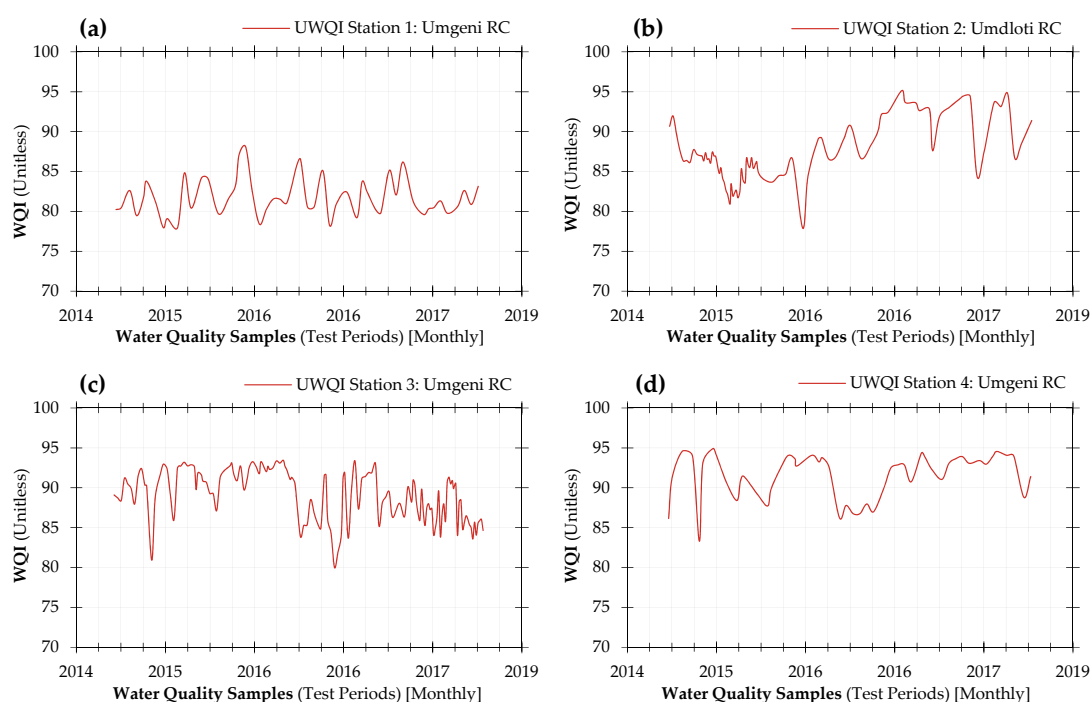 (a) UWQI Station 1: Umgeni RC
100
95
90
85
80
75
70
WQI (Unitless)
2014 2015 2016 2016 2017 2019
Water Quality Samples (Test Periods) [Monthly]
(b) UWQI Station 2: Umdloti RC
100
95
90
85
80
75
70
WQI (Unitless)
2014 2015 2016 2016 2017 2019
Water Quality Samples (Test Periods) [Monthly]
(c) UWQI Station 3: Umgeni RC
100
95
90
85
80
75
70
WQI (Unitless)
2014 2015 2016 2016 2017 2019
Water Quality Samples (Test Periods) [Monthly]
(d) UWQI Station 4: Umgeni RC
100
95
90
85
80
75
70
WQI (Unitless)
2014 2015 2016 2016 2017 2019
Water Quality Samples (Test Periods) [Monthly]